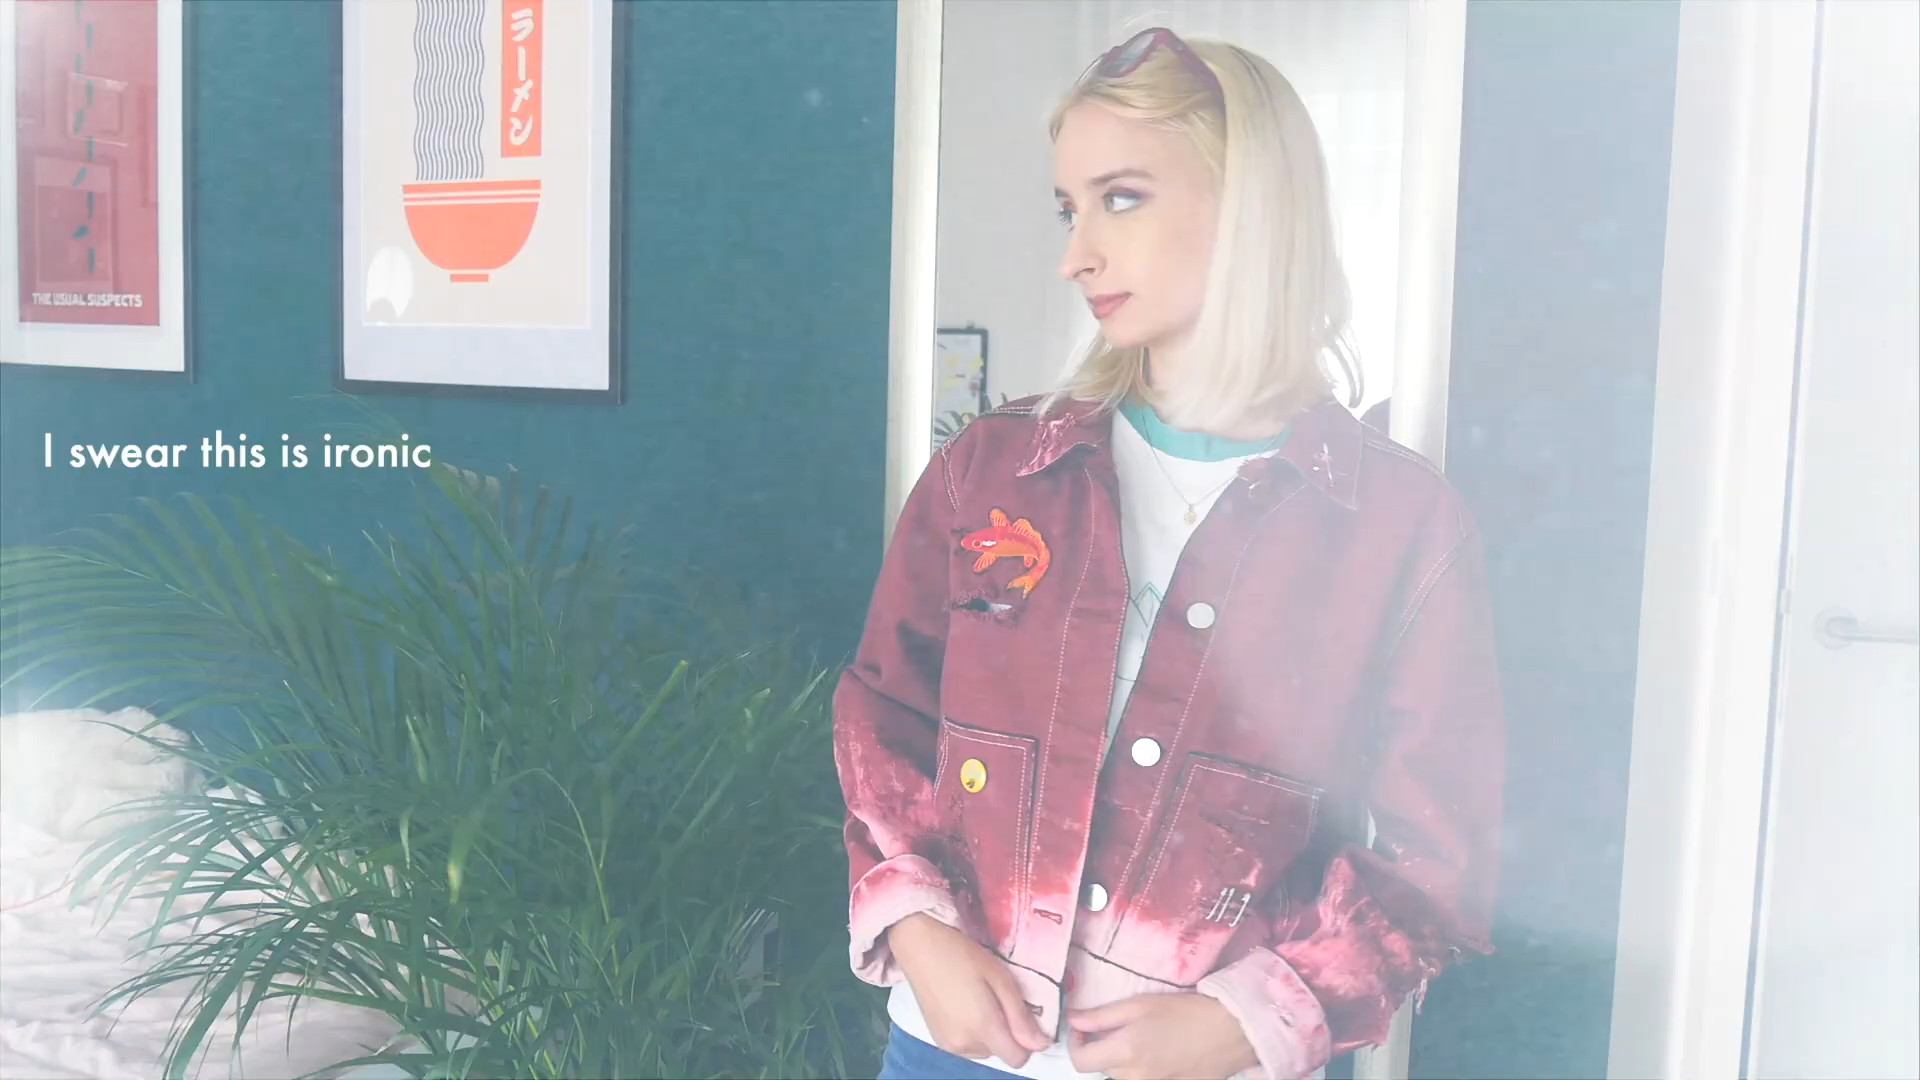 ラーメン
THE USUAL SUSPECTS
I swear this is ironic